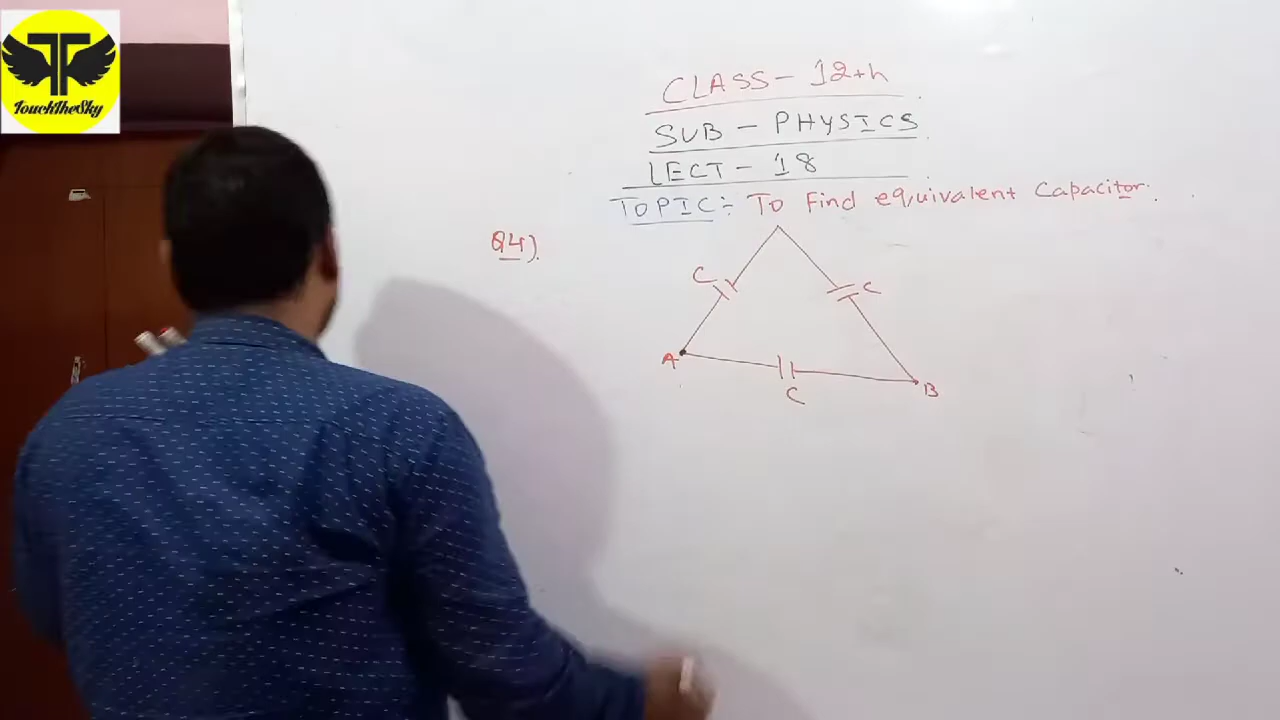 TouchTheSky
CLASS - 12th
SUB - PHYSICS
LECT - 18
TOPIC:- To Find equivalent Capacitor.
Q4).
C
C
A
B
C